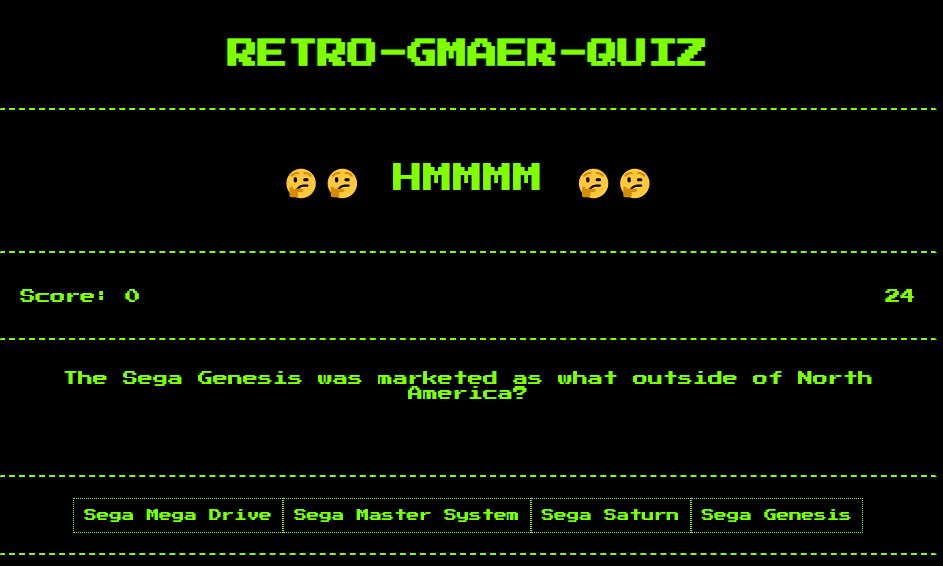 RETRO-GMAER-QUIZ
HMMMM
Score: 0 24
The Sega Genesis was marketed as what outside of North
America?
Sega Mega Drive Sega Master System Sega Saturn Sega Genesis